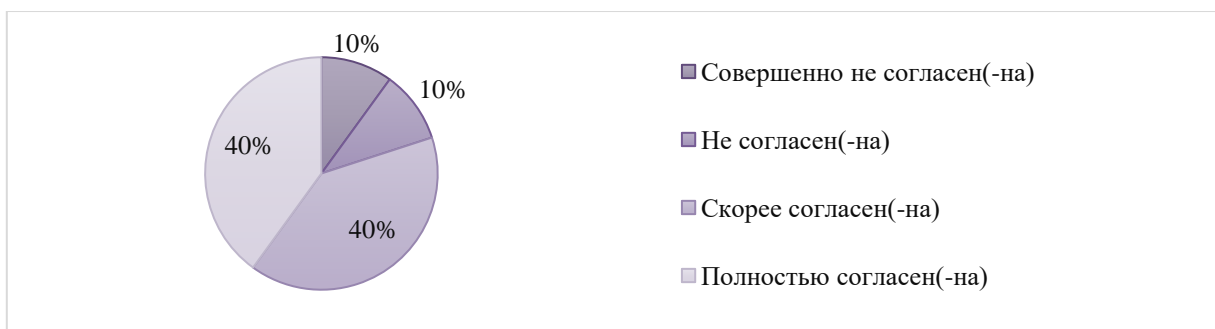 10%
10%
40%
40%
Совершенно не согласен(-на)
Не согласен(-на)
Скорее согласен(-на)
Полностью согласен(-на)